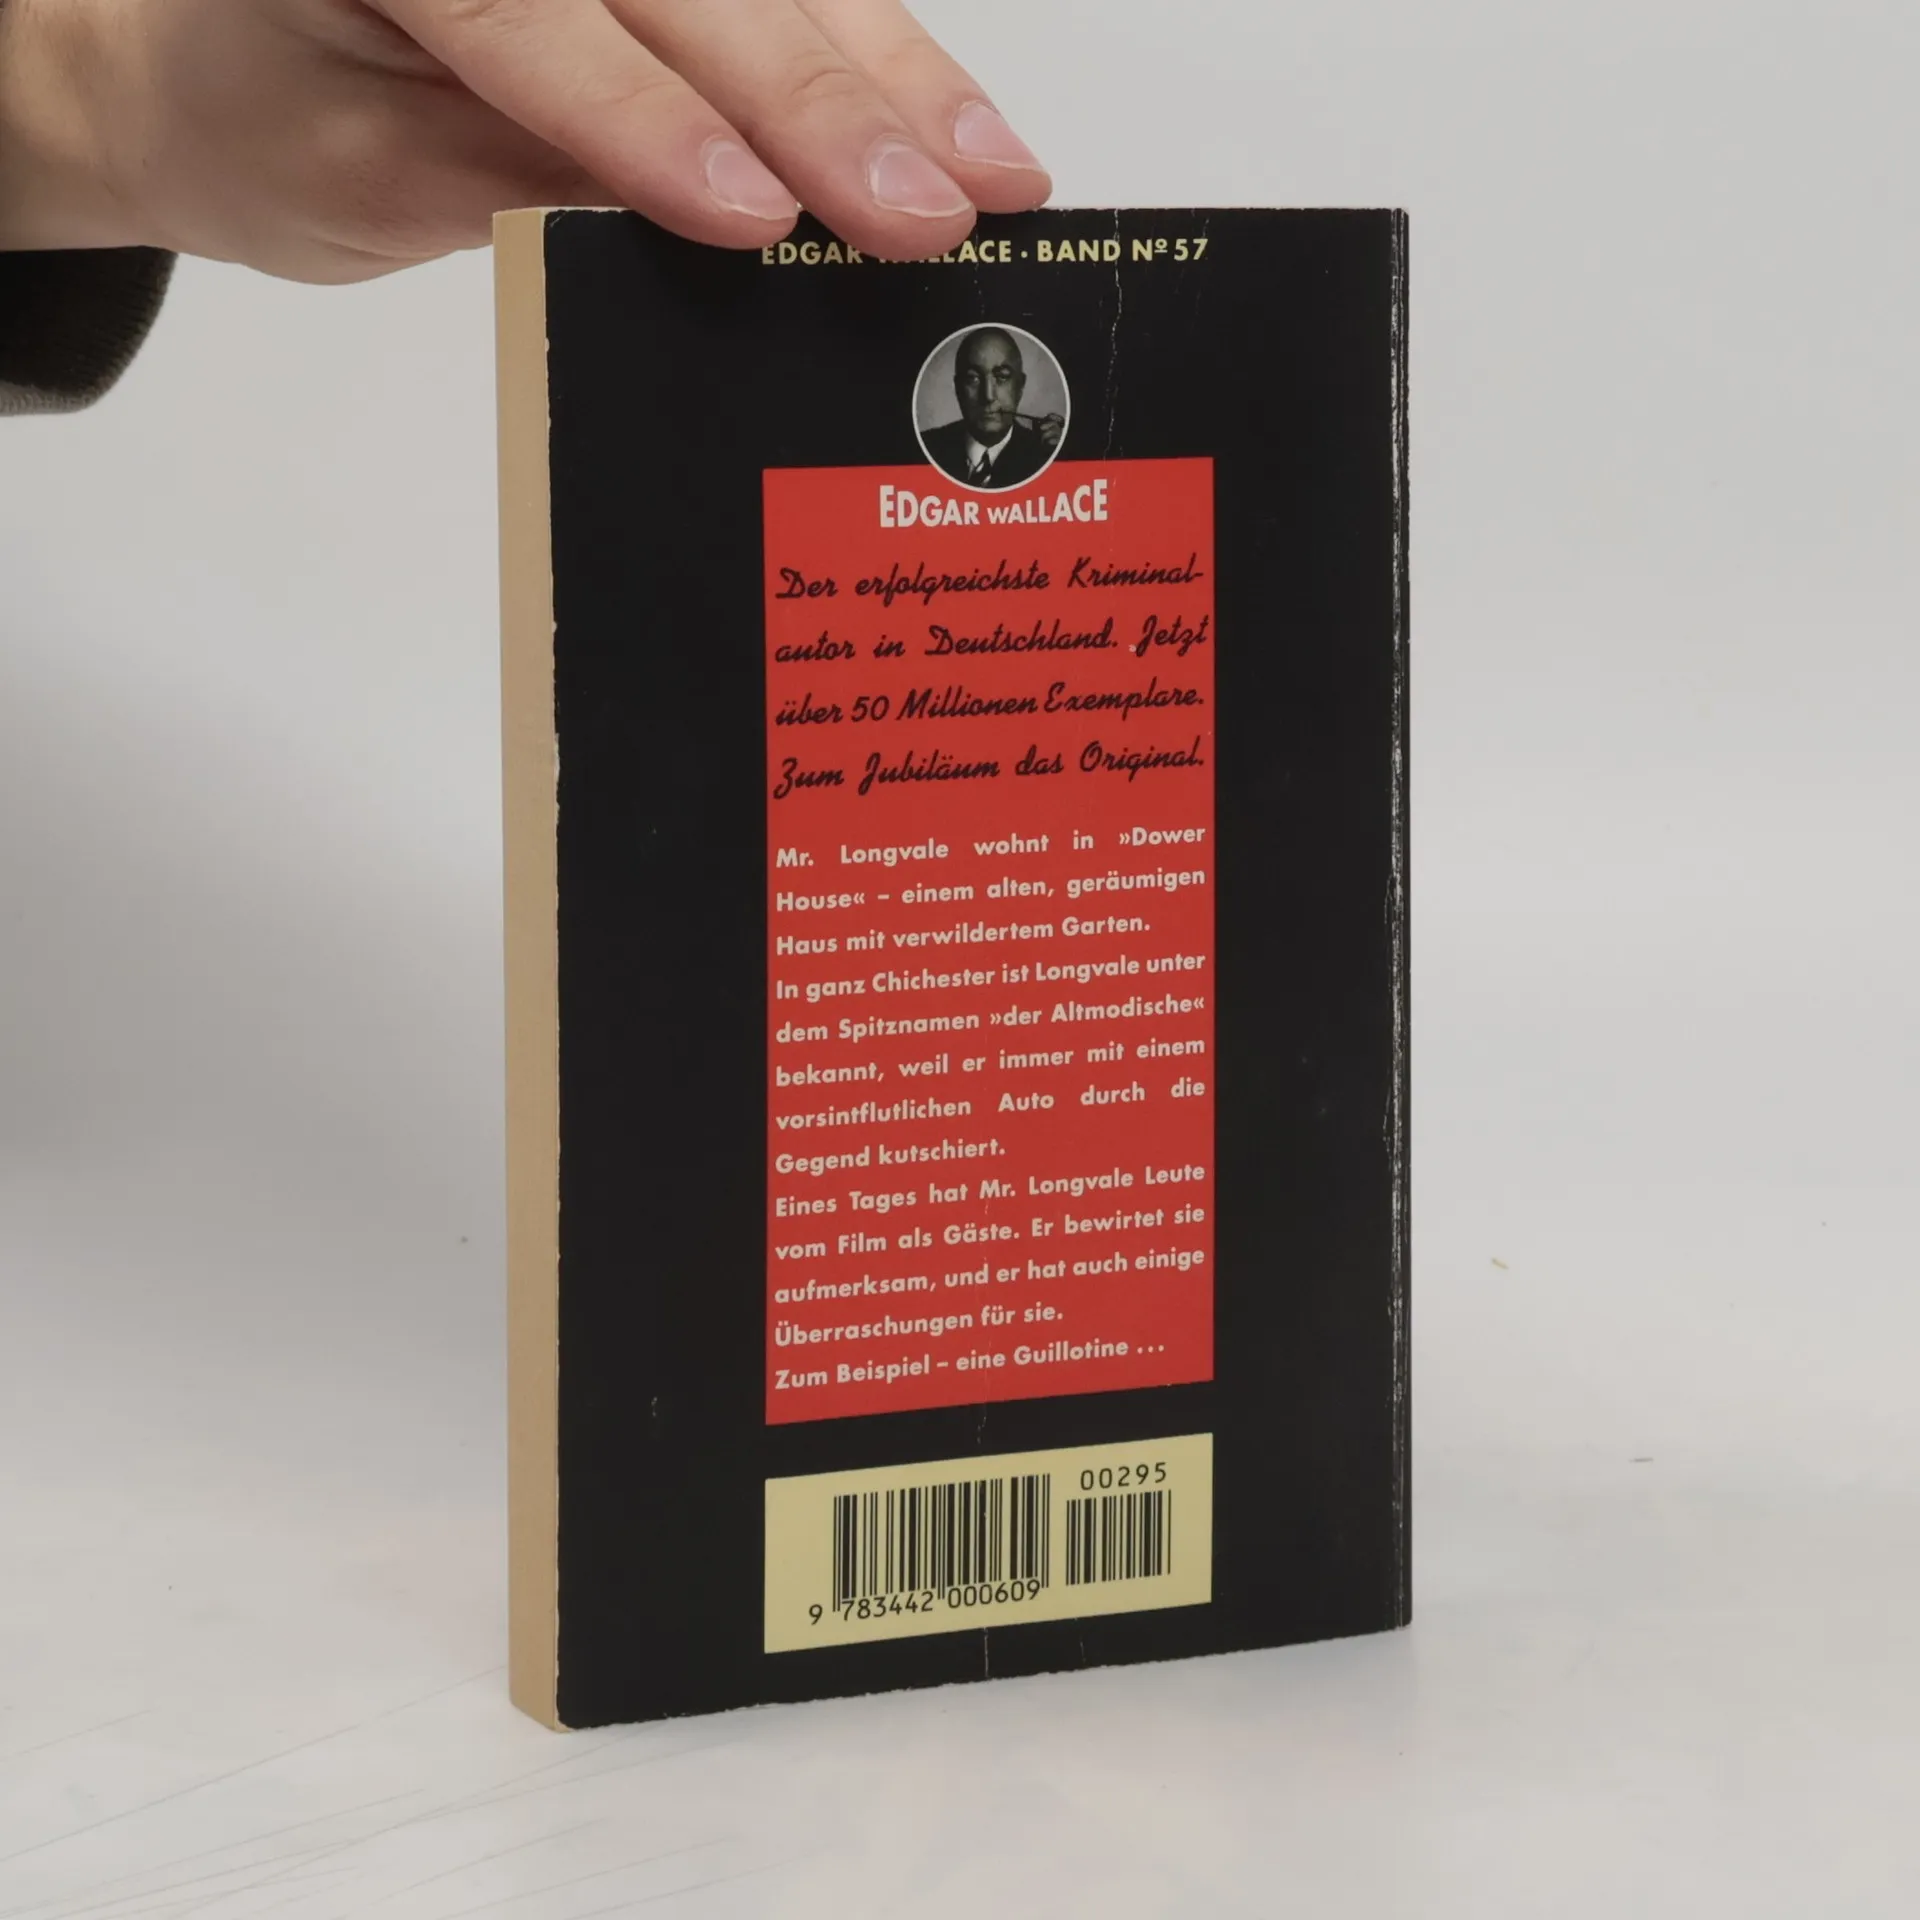 EDGAR WALLACE · BAND Nº 57
EDGAR WALLACE
Der erfolgreichste Kriminal-
autor in Deutschland. Jetzt
über 50 Millionen Exemplare.
Zum Jubiläum das Original.
Mr. Longvale wohnt in »Dower
House« – einem alten, geräumigen
Haus mit verwildertem Garten.
In ganz Chichester ist Longvale unter
dem Spitznamen »der Altmodische«
bekannt, weil er immer mit einem
vorsintflutlichen Auto durch die
Gegend kutschiert.
Eines Tages hat Mr. Longvale Leute
vom Film als Gäste. Er bewirtet sie
aufmerksam, und er hat auch einige
Überraschungen für sie.
Zum Beispiel – eine Guillotine ...
00295
9 783442 000609